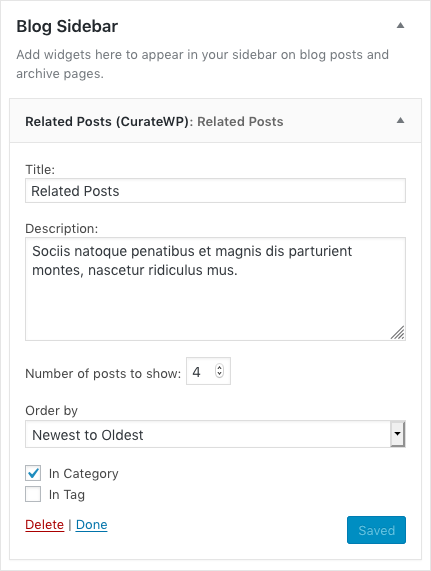 Blog Sidebar
Add widgets here to appear in your sidebar on blog posts and
archive pages.
Related Posts (CurateWP): Related Posts
Title:
Related Posts
Description:
Sociis natoque penatibus et magnis dis parturient
montes, nascetur ridiculus mus.
Number of posts to show: 4
Order by
Newest to Oldest
In Category
In Tag
Delete | Done
Saved